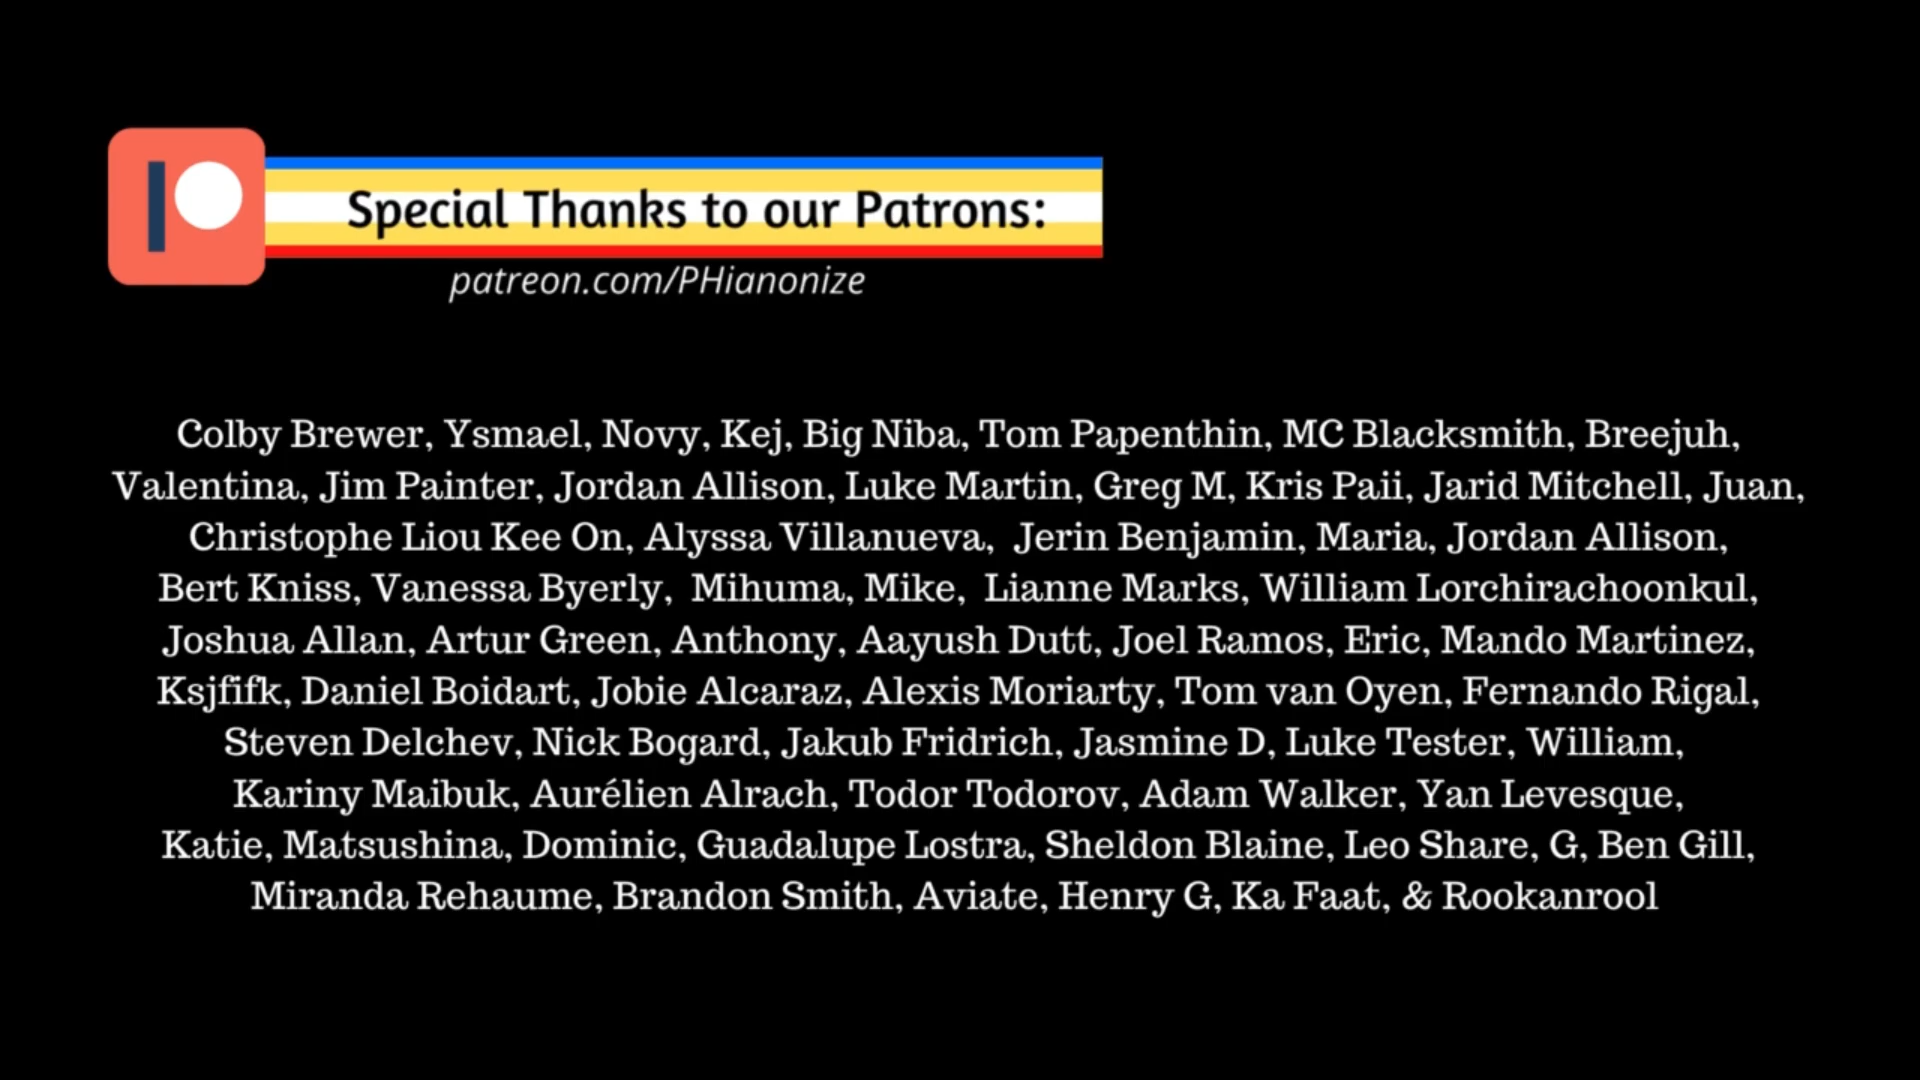 Special Thanks to our Patrons:
patreon.com/PHianonize
Colby Brewer, Ysmael, Novy, Kej, Big Niba, Tom Papenthin, MC Blacksmith, Breejuh,
Valentina, Jim Painter, Jordan Allison, Luke Martin, Greg M, Kris Paii, Jarid Mitchell, Juan,
Christophe Liou Kee On, Alyssa Villanueva, Jerin Benjamin, Maria, Jordan Allison,
Bert Kniss, Vanessa Byerly, Mihuma, Mike, Lianne Marks, William Lorchirachoonkul,
Joshua Allan, Artur Green, Anthony, Aayush Dutt, Joel Ramos, Eric, Mando Martinez,
Ksjfifk, Daniel Boidart, Jobie Alcaraz, Alexis Moriarty, Tom van Oyen, Fernando Rigal,
Steven Delchev, Nick Bogard, Jakub Fridrich, Jasmine D, Luke Tester, William,
Kariny Maibuk, Aurélien Alrach, Todor Todorov, Adam Walker, Yan Levesque,
Katie, Matsushina, Dominic, Guadalupe Lostra, Sheldon Blaine, Leo Share, G, Ben Gill,
Miranda Rehaume, Brandon Smith, Aviate, Henry G, Ka Faat, & Rookanrool